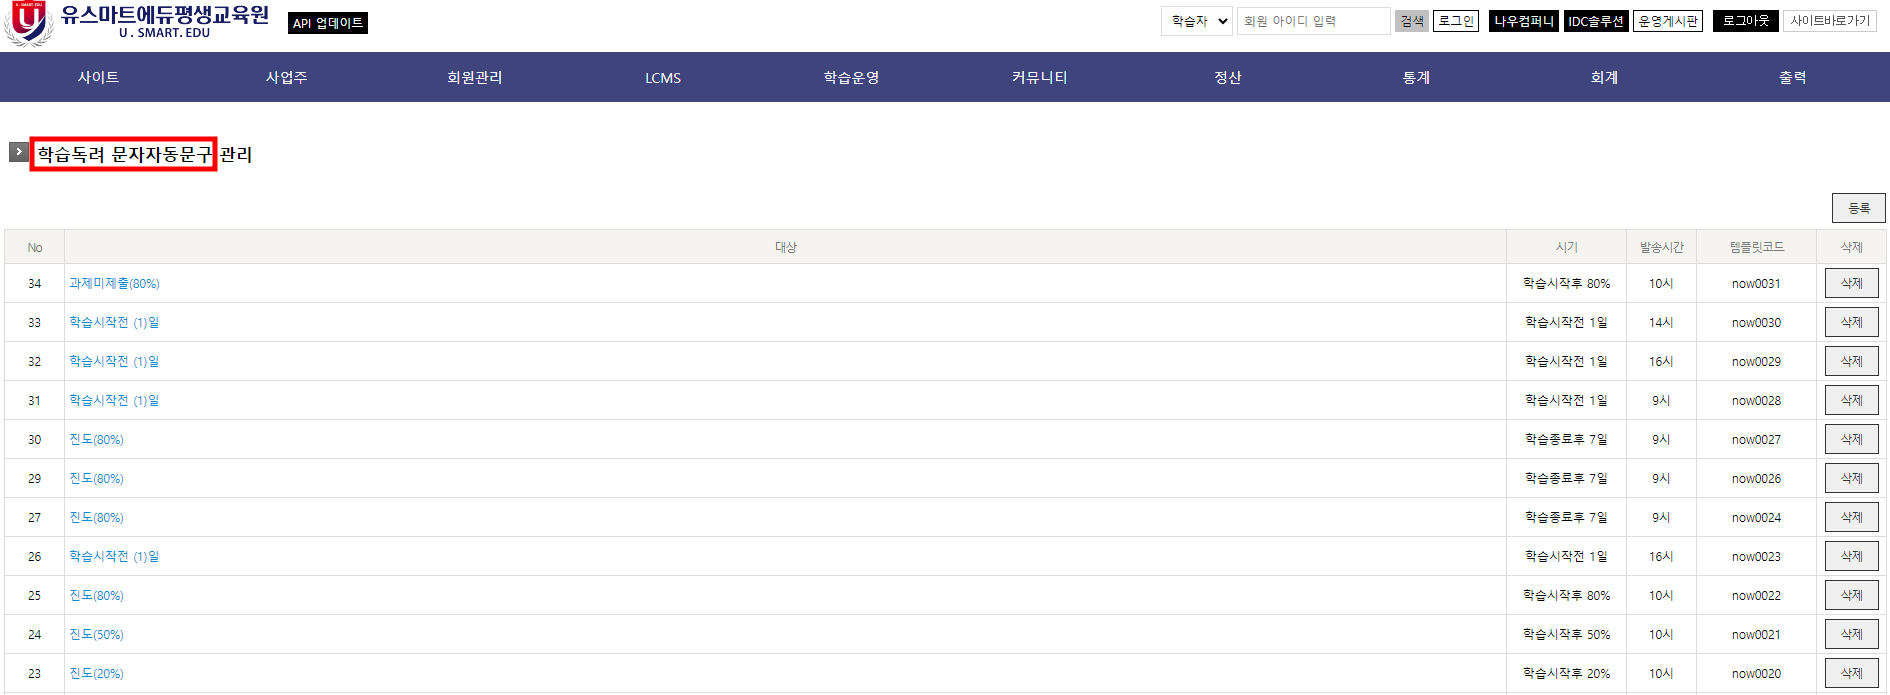 U. SMART. EDU
U
유스마트에듀평생교육원
U . SMART. EDU
API 업데이트
학습자 회원 아이디 입력 검색 로그인 나우컴퍼니 IDC솔루션 운영게시판 로그아웃 사이트바로가기
사이트 사업주 회원관리 LCMS 학습운영 커뮤니티 정산 통계 회계 출력
학습독려 문자자동문구 관리
등록
No 대상 시기 발송시간 템플릿코드 삭제
34 과제미제출(80%) 학습시작후 80% 10시 now0031 삭제
33 학습시작전 (1)일 학습시작전 1일 14시 now0030 삭제
32 학습시작전 (1)일 학습시작전 1일 16시 now0029 삭제
31 학습시작전 (1)일 학습시작전 1일 9시 now0028 삭제
30 진도(80%) 학습종료후 7일 9시 now0027 삭제
29 진도(80%) 학습종료후 7일 9시 now0026 삭제
27 진도(80%) 학습종료후 7일 9시 now0024 삭제
26 학습시작전 (1)일 학습시작전 1일 16시 now0023 삭제
25 진도(80%) 학습시작후 80% 10시 now0022 삭제
24 진도(50%) 학습시작후 50% 10시 now0021 삭제
23 진도(20%) 학습시작후 20% 10시 now0020 삭제